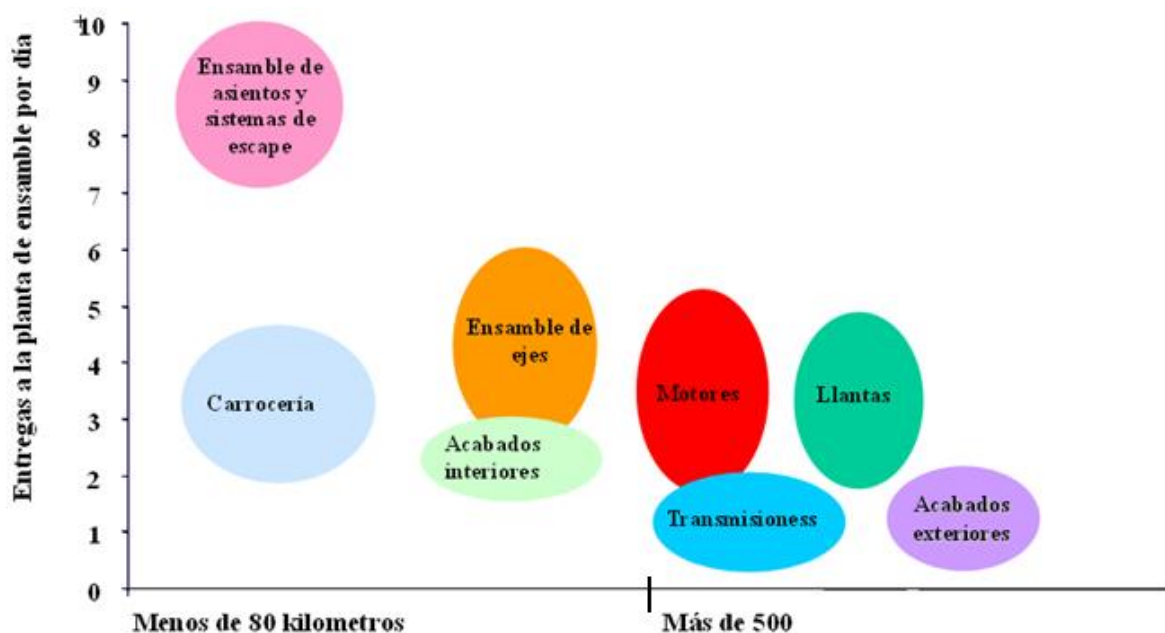 Entregas a la planta de ensamble por día
+
10
9
8
7
6
5
4
3
2
1
0
Ensamble de
asientos y
sistemas de
escape
Carrocería
Ensamble de
ejes
Acabados
interiores
Motores
Transmisioness
Llantas
Acabados
exteriores
Menos de 80 kilometros
Más de 500